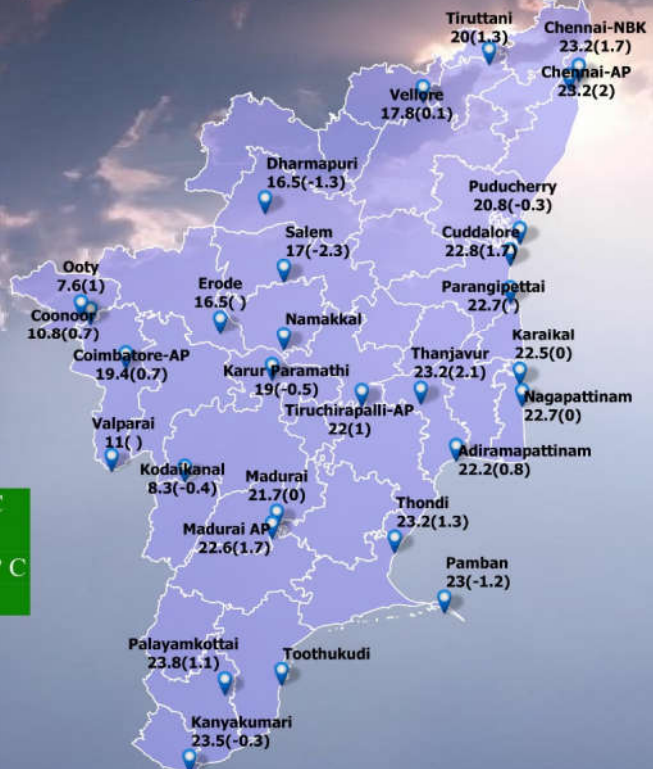 Tiruttani
20(1.3)
Chennai-NBK
23.2(1.7)
Chennai-AP
23.2(2)
Vellore
17.8(0.1)
Dharmapuri
16.5(-1.3)
Puducherry
20.8(-0.3)
Salem
17(-2.3)
Cuddalore
22.8(1.7)
Ooty
7.6(1)
Erode
16.5( )
Parangipettai
22.7( )
Coonoor
10.8(0.7)
Namakkal
Karaikal
22.5(0)
Coimbatore-AP
19.4(0.7)
Karur Paramathi
19(-0.5)
Thanjavur
23.2(2.1)
Tiruchirapalli-AP
22(1)
Nagapattinam
22.7(0)
Valparai
11( )
Adiramapattinam
22.2(0.8)
Kodaikanal
8.3(-0.4)
Madurai
21.7(0)
Madurai AP
22.6(1.7)
Thondi
23.2(1.3)
C
° C
Pamban
23(-1.2)
Palayamkottai
23.8(1.1)
Toothukudi
Kanyakumari
23.5(-0.3)